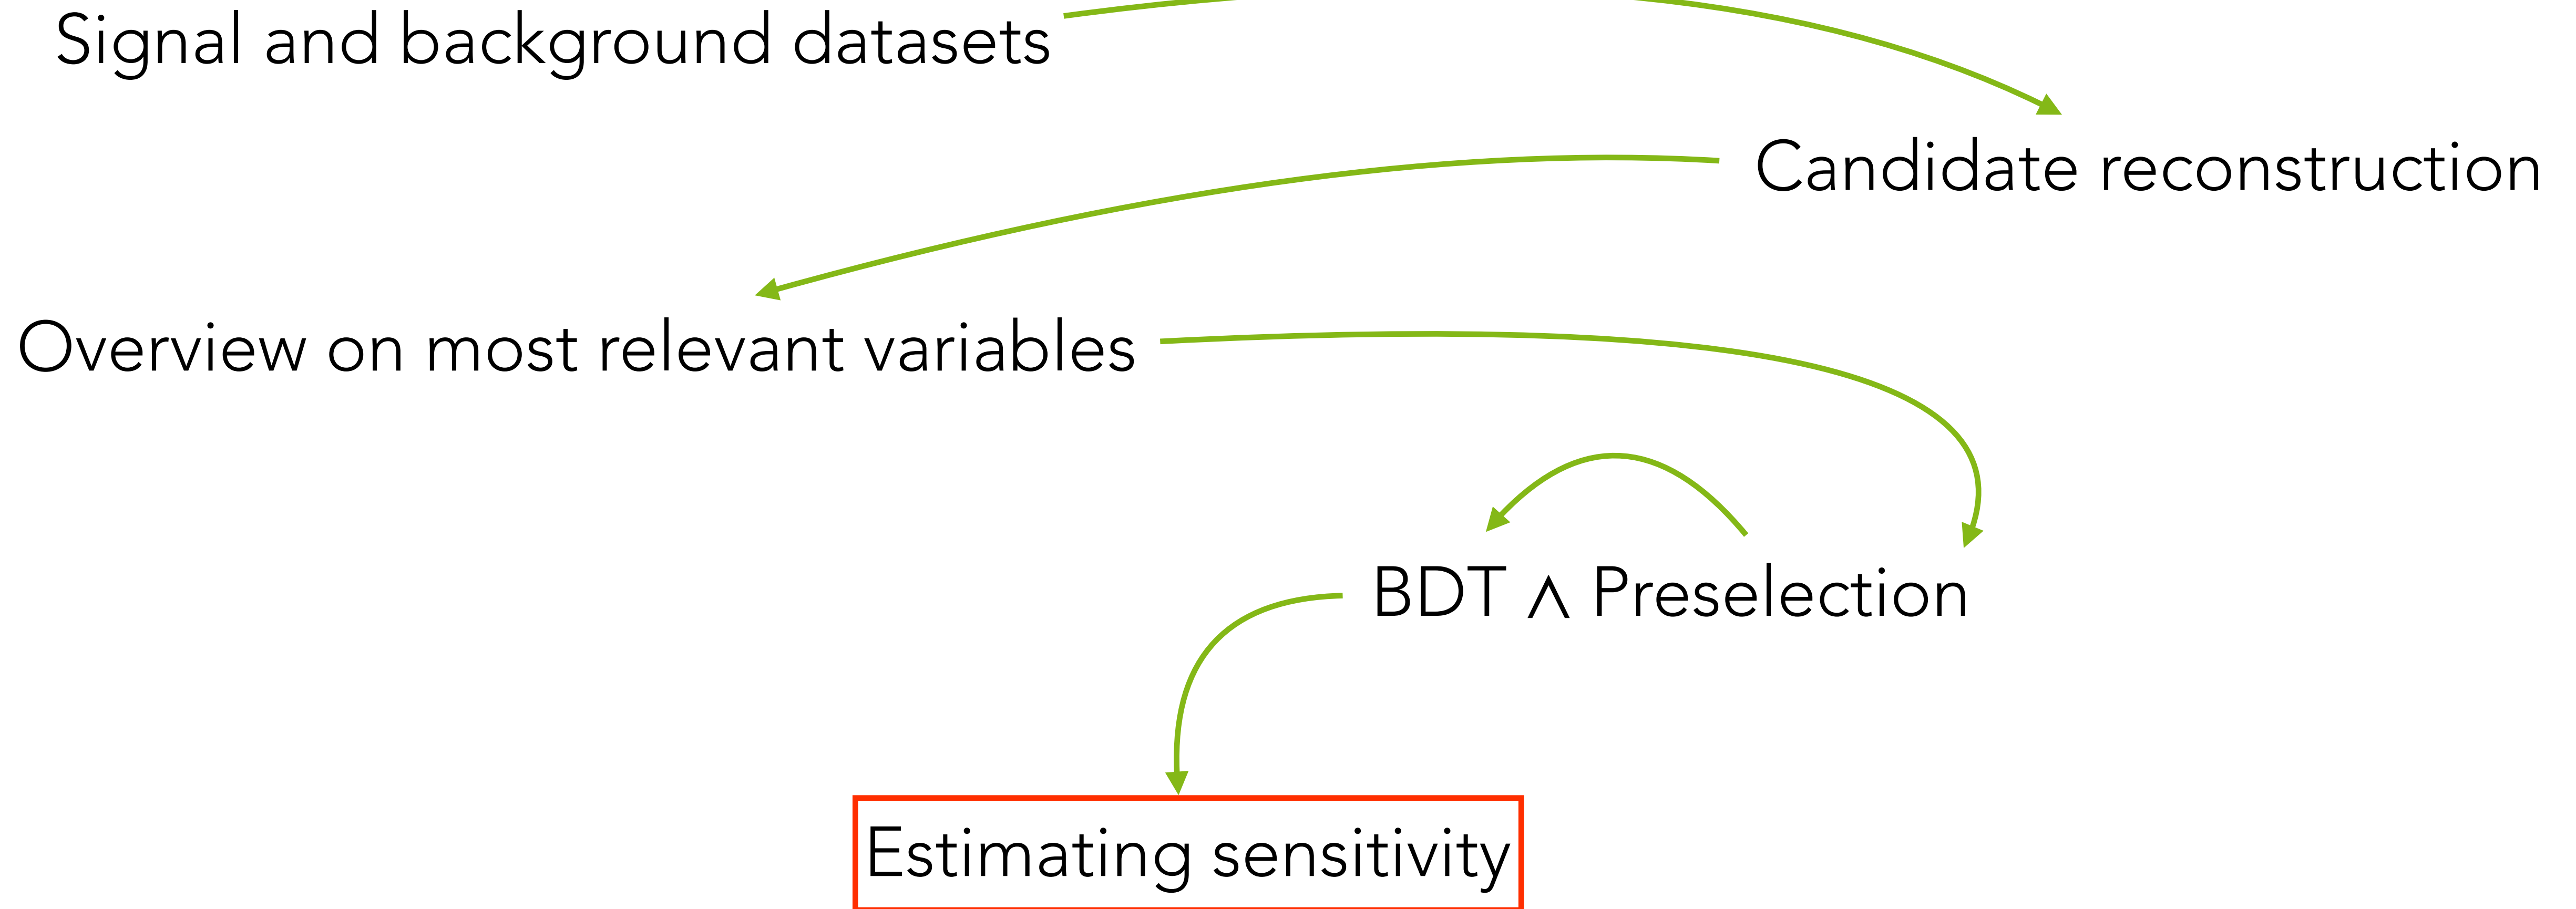 Signal and background datasets
Candidate reconstruction
Overview on most relevant variables
BDT ∧ Preselection
Estimating sensitivity